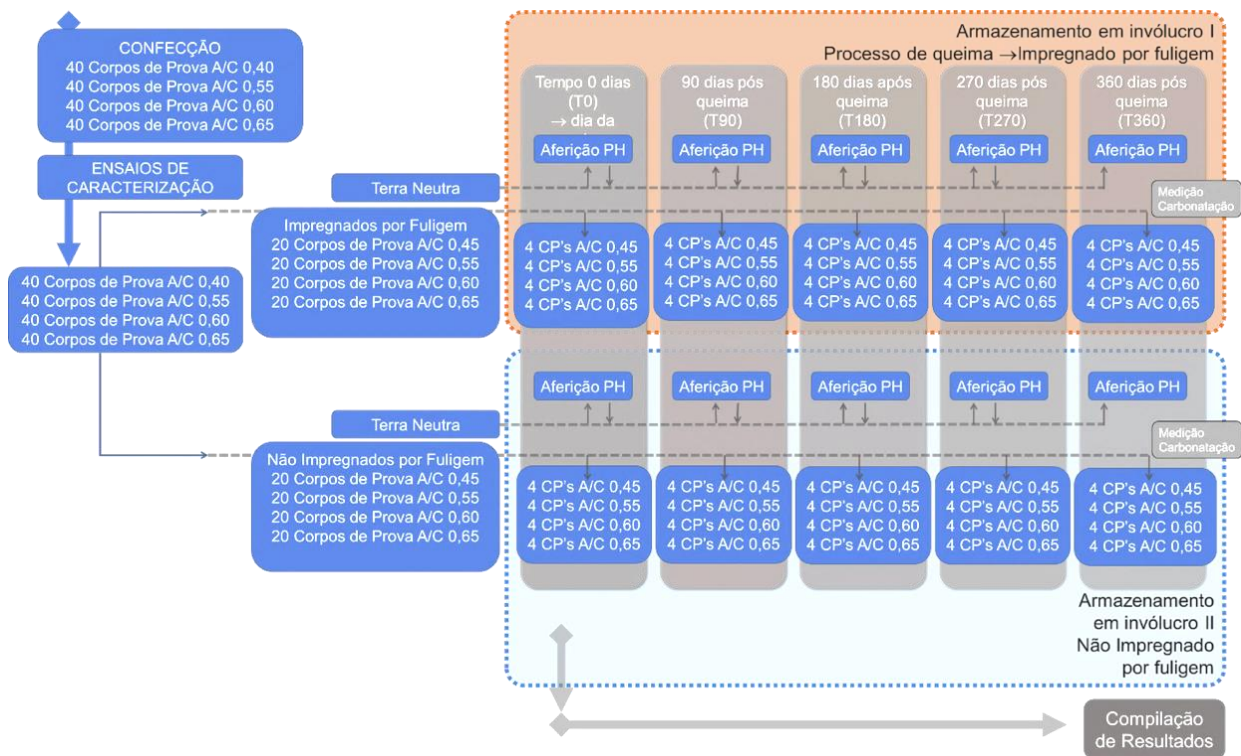 CONFECÇÃO
40 Corpos de Prova A/C 0,40
40 Corpos de Prova A/C 0,55
40 Corpos de Prova A/C 0,60
40 Corpos de Prova A/C 0,65
ENSAIOS DE
CARACTERIZAÇÃO
40 Corpos de Prova A/C 0,40
40 Corpos de Prova A/C 0,55
40 Corpos de Prova A/C 0,60
40 Corpos de Prova A/C 0,65
Armazenamento em invólucro I
Processo de queima →Impregnado por fuligem
Tempo 0 dias
(T0)
→ dia da
90 dias pós
queima
(T90)
180 dias após
queima
(T180)
270 dias pós
queima
(T270)
360 dias pós
queima
(T360)
Aferição PH
Aferição PH
Aferição PH
Aferição PH
Aferição PH
Terra Neutra
Medição
Carbonatação
Impregnados por Fuligem
20 Corpos de Prova A/C 0,45
20 Corpos de Prova A/C 0,55
20 Corpos de Prova A/C 0,60
20 Corpos de Prova A/C 0,65
4 CP's A/C 0,45
4 CP's A/C 0,55
4 CP's A/C 0,60
4 CP's A/C 0,65
4 CP's A/C 0,45
4 CP's A/C 0,55
4 CP's A/C 0,60
4 CP's A/C 0,65
4 CP's A/C 0,45
4 CP's A/C 0,55
4 CP's A/C 0,60
4 CP's A/C 0,65
4 CP's A/C 0,45
4 CP's A/C 0,55
4 CP's A/C 0,60
4 CP's A/C 0,65
4 CP's A/C 0,45
4 CP's A/C 0,55
4 CP's A/C 0,60
4 CP's A/C 0,65
Aferição PH
Aferição PH
Aferição PH
Aferição PH
Aferição PH
Terra Neutra
Medição
Carbonatação
Não Impregnados por Fuligem
20 Corpos de Prova A/C 0,45
20 Corpos de Prova A/C 0,55
20 Corpos de Prova A/C 0,60
20 Corpos de Prova A/C 0,65
4 CP's A/C 0,45
4 CP's A/C 0,55
4 CP's A/C 0,60
4 CP's A/C 0,65
4 CP's A/C 0,45
4 CP's A/C 0,55
4 CP's A/C 0,60
4 CP's A/C 0,65
4 CP's A/C 0,45
4 CP's A/C 0,55
4 CP's A/C 0,60
4 CP's A/C 0,65
4 CP's A/C 0,45
4 CP's A/C 0,55
4 CP's A/C 0,60
4 CP's A/C 0,65
4 CP's A/C 0,45
4 CP's A/C 0,55
4 CP's A/C 0,60
4 CP's A/C 0,65
Armazenamento
em invólucro II
Não Impregnado
por fuligem
Compilação
de Resultados